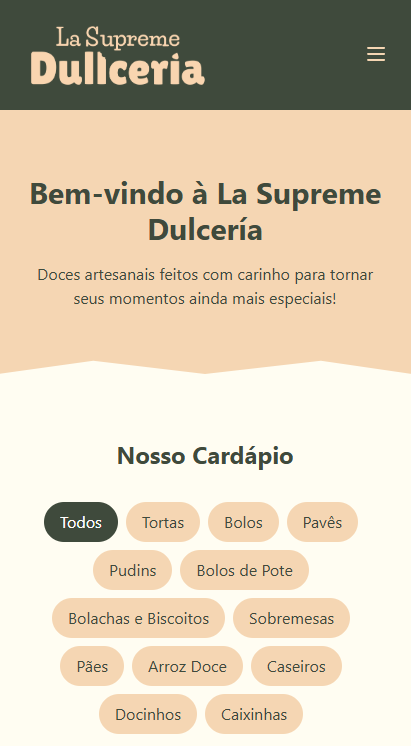 La Supreme
Dullcería
Bem-vindo à La Supreme
Dulcería
Doces artesanais feitos com carinho para tornar
seus momentos ainda mais especiais!
Nosso Cardápio
Todos Tortas Bolos Pavês
Pudins Bolos de Pote
Bolachas e Biscoitos Sobremesas
Pães Arroz Doce Caseiros
Docinhos Caixinhas